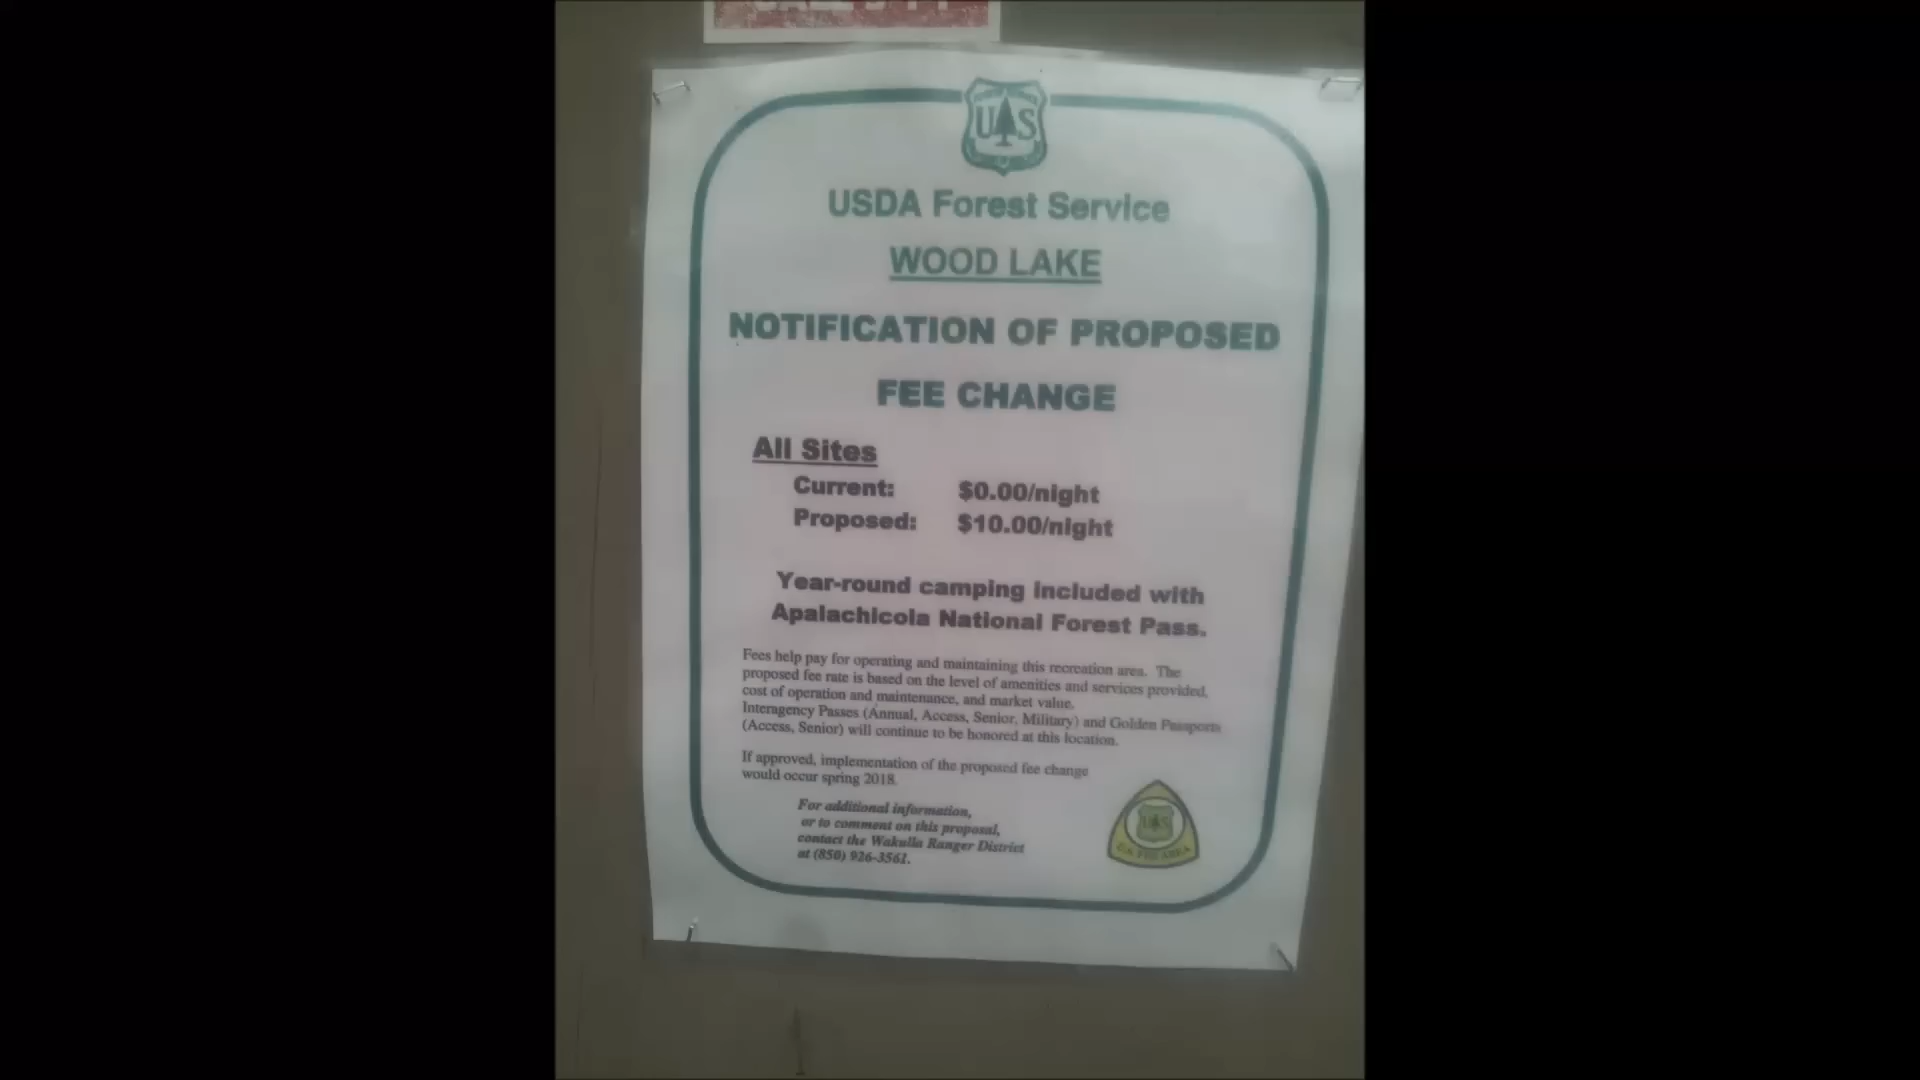 US
USDA Forest Service
WOOD LAKE
NOTIFICATION OF PROPOSED
FEE CHANGE
All Sites
Current: $0.00/night
Proposed: $10.00/night
Year-round camping included with
Apalachicola National Forest Pass.
Fees help pay for operating and maintaining this recreation area. The
proposed fee rate is based on the level of amenities and services provided,
cost of operation and maintenance, and market value.
Interagency Passes (Annual, Access, Senior, Military) and Golden Passports
(Access, Senior) will continue to be honored at this location.
If approved, implementation of the proposed fee change
would occur spring 2018.
For additional information,
or to comment on this proposal,
contact the Wakulla Ranger District
at (850) 926-3561.
US